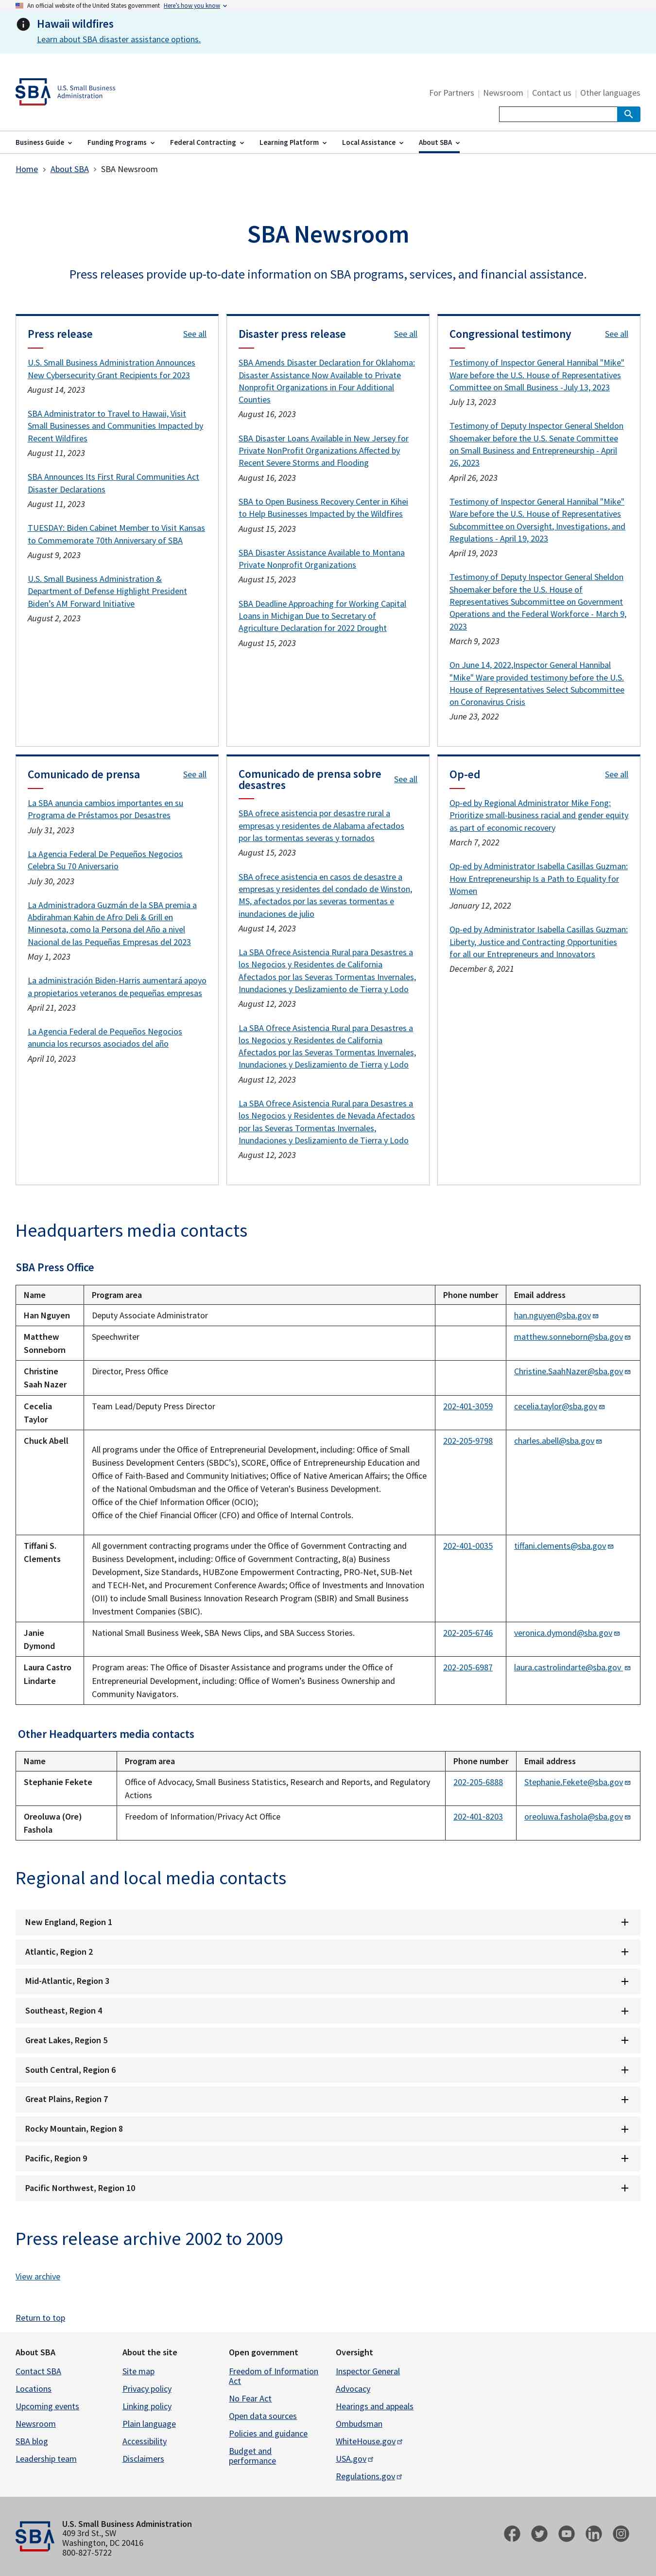 An official website of the United States government Here's how you know
Hawaii wildfires
Learn about SBA disaster assistance options.
SBA U.S. Small Business
Administration
For Partners | Newsroom | Contact us | Other languages
Business Guide Funding Programs Federal Contracting Learning Platform Local Assistance About SBA
Home > About SBA > SBA Newsroom
SBA Newsroom
Press releases provide up-to-date information on SBA programs, services, and financial assistance.
Press release See all
U.S. Small Business Administration Announces
New Cybersecurity Grant Recipients for 2023
August 14, 2023
SBA Administrator to Travel to Hawaii, Visit
Small Businesses and Communities Impacted by
Recent Wildfires
August 11, 2023
SBA Announces Its First Rural Communities Act
Disaster Declarations
August 11, 2023
TUESDAY: Biden Cabinet Member to Visit Kansas
to Commemorate 70th Anniversary of SBA
August 9, 2023
U.S. Small Business Administration &
Department of Defense Highlight President
Biden's AM Forward Initiative
August 2, 2023
Disaster press release See all
SBA Amends Disaster Declaration for Oklahoma:
Disaster Assistance Now Available to Private
Nonprofit Organizations in Four Additional
Counties
August 16, 2023
SBA Disaster Loans Available in New Jersey for
Private NonProfit Organizations Affected by
Recent Severe Storms and Flooding
August 16, 2023
SBA to Open Business Recovery Center in Kihei
to Help Businesses Impacted by the Wildfires
August 15, 2023
SBA Disaster Assistance Available to Montana
Private Nonprofit Organizations
August 15, 2023
SBA Deadline Approaching for Working Capital
Loans in Michigan Due to Secretary of
Agriculture Declaration for 2022 Drought
August 15, 2023
Congressional testimony See all
Testimony of Inspector General Hannibal "Mike"
Ware before the U.S. House of Representatives
Committee on Small Business -July 13, 2023
July 13, 2023
Testimony of Deputy Inspector General Sheldon
Shoemaker before the U.S. Senate Committee
on Small Business and Entrepreneurship - April
26, 2023
April 26, 2023
Testimony of Inspector General Hannibal "Mike"
Ware before the U.S. House of Representatives
Subcommittee on Oversight, Investigations, and
Regulations - April 19, 2023
April 19, 2023
Testimony of Deputy Inspector General Sheldon
Shoemaker before the U.S. House of
Representatives Subcommittee on Government
Operations and the Federal Workforce - March 9,
2023
March 9, 2023
On June 14, 2022,Inspector General Hannibal
"Mike" Ware provided testimony before the U.S.
House of Representatives Select Subcommittee
on Coronavirus Crisis
June 23, 2022
Comunicado de prensa See all
La SBA anuncia cambios importantes en su
Programa de Préstamos por Desastres
July 31, 2023
La Agencia Federal De Pequeños Negocios
Celebra Su 70 Aniversario
July 30, 2023
La Administradora Guzmán de la SBA premia a
Abdirahman Kahin de Afro Deli & Grill en
Minnesota, como la Persona del Año a nivel
Nacional de las Pequeñas Empresas del 2023
May 1, 2023
La administración Biden-Harris aumentará apoyo
a propietarios veteranos de pequeñas empresas
April 21, 2023
La Agencia Federal de Pequeños Negocios
anuncia los recursos asociados del año
April 10, 2023
Comunicado de prensa sobre
desastres See all
SBA ofrece asistencia por desastre rural a
empresas y residentes de Alabama afectados
por las tormentas severas y tornados
August 15, 2023
SBA ofrece asistencia en casos de desastre a
empresas y residentes del condado de Winston,
MS, afectados por las severas tormentas e
inundaciones de julio
August 14, 2023
La SBA Ofrece Asistencia Rural para Desastres a
los Negocios y Residentes de California
Afectados por las Severas Tormentas Invernales,
Inundaciones y Deslizamiento de Tierra y Lodo
August 12, 2023
La SBA Ofrece Asistencia Rural para Desastres a
los Negocios y Residentes de California
Afectados por las Severas Tormentas Invernales,
Inundaciones y Deslizamiento de Tierra y Lodo
August 12, 2023
La SBA Ofrece Asistencia Rural para Desastres a
los Negocios y Residentes de Nevada Afectados
por las Severas Tormentas Invernales,
Inundaciones y Deslizamiento de Tierra y Lodo
August 12, 2023
Op-ed See all
Op-ed by Regional Administrator Mike Fong:
Prioritize small-business racial and gender equity
as part of economic recovery
March 7, 2022
Op-ed by Administrator Isabella Casillas Guzman:
How Entrepreneurship Is a Path to Equality for
Women
January 12, 2022
Op-ed by Administrator Isabella Casillas Guzman:
Liberty, Justice and Contracting Opportunities
for all our Entrepreneurs and Innovators
December 8, 2021
Headquarters media contacts
SBA Press Office
Name Program area Phone number Email address
Han Nguyen Deputy Associate Administrator han.nguyen@sba.gov
Matthew
Sonneborn Speechwriter matthew.sonneborn@sba.gov
Christine
Saah Nazer Director, Press Office Christine.SaahNazer@sba.gov
Cecelia
Taylor Team Lead/Deputy Press Director 202-401-3059 cecelia.taylor@sba.gov
Chuck Abell 202-205-9798 charles.abell@sba.gov
All programs under the Office of Entrepreneurial Development, including: Office of Small
Business Development Centers (SBDC's), SCORE, Office of Entrepreneurship Education and
Office of Faith-Based and Community Initiatives; Office of Native American Affairs; the Office
of the National Ombudsman and the Office of Veteran's Business Development.
Office of the Chief Information Officer (OCIO);
Office of the Chief Financial Officer (CFO) and Office of Internal Controls.
Tiffani S.
Clements 202-401-0035 tiffani.clements@sba.gov
All government contracting programs under the Office of Government Contracting and
Business Development, including: Office of Government Contracting, 8(a) Business
Development, Size Standards, HUBZone Empowerment Contracting, PRO-Net, SUB-Net
and TECH-Net, and Procurement Conference Awards; Office of Investments and Innovation
(OII) to include Small Business Innovation Research Program (SBIR) and Small Business
Investment Companies (SBIC).
Janie
Dymond National Small Business Week, SBA News Clips, and SBA Success Stories. 202-205-6746 veronica.dymond@sba.gov
Laura Castro
Lindarte 202-205-6987 laura.castrolindarte@sba.gov
Program areas: The Office of Disaster Assistance and programs under the Office of
Entrepreneurial Development, including: Office of Women's Business Ownership and
Community Navigators.
Other Headquarters media contacts
Name Program area Phone number Email address
Stephanie Fekete Office of Advocacy, Small Business Statistics, Research and Reports, and Regulatory
Actions 202-205-6888 Stephanie.Fekete@sba.gov
Oreoluwa (Ore)
Fashola Freedom of Information/Privacy Act Office 202-401-8203 oreoluwa.fashola@sba.gov
Regional and local media contacts
New England, Region 1
Atlantic, Region 2
Mid-Atlantic, Region 3
Southeast, Region 4
Great Lakes, Region 5
South Central, Region 6
Great Plains, Region 7
Rocky Mountain, Region 8
Pacific, Region 9
Pacific Northwest, Region 10
Press release archive 2002 to 2009
View archive
Return to top
About SBA
Contact SBA
Locations
Upcoming events
Newsroom
SBA blog
Leadership team
About the site
Site map
Privacy policy
Linking policy
Plain language
Accessibility
Disclaimers
Open government
Freedom of Information
Act
No Fear Act
Open data sources
Policies and guidance
Budget and
performance
Oversight
Inspector General
Advocacy
Hearings and appeals
Ombudsman
WhiteHouse.gov
USA.gov
Regulations.gov
SBA
U.S. Small Business Administration
409 3rd St., SW
Washington, DC 20416
800-827-5722